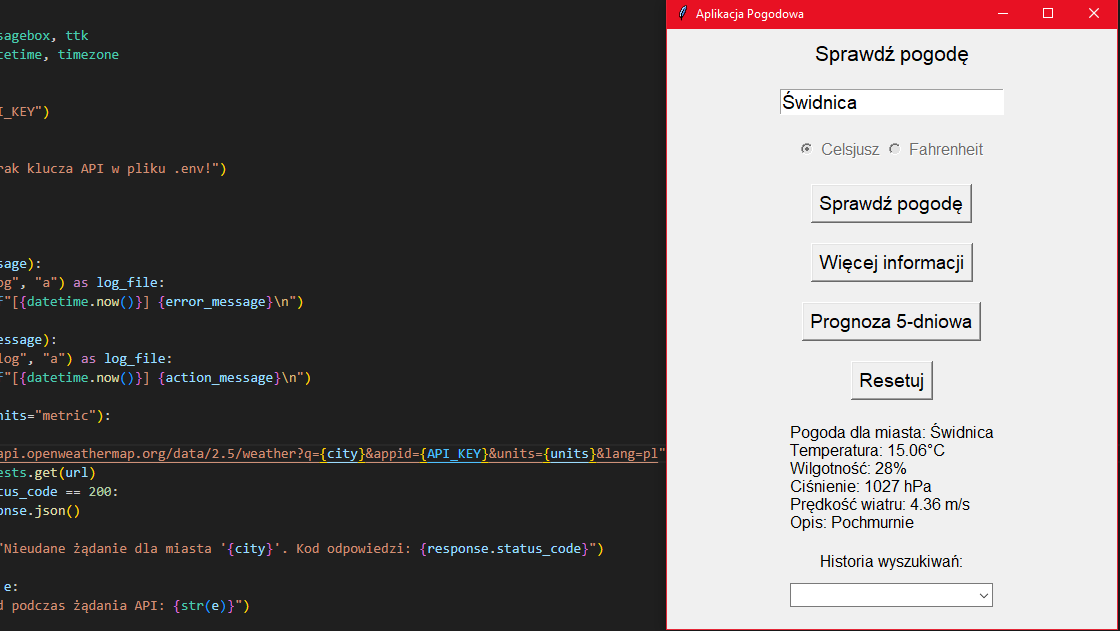 sagebox, ttk
tetime, timezone
I_KEY")
rak klucza API w pliku .env!")
sage):
og", "a") as log_file:
f"[{datetime.now()}] {error_message}\n")
essage):
log", "a") as log_file:
f"[{datetime.now()}] {action_message}\n")
nits="metric"):
api.openweathermap.org/data/2.5/weather?q={city}&appid={API_KEY}&units={units}&lang=pl"
ests.get(url)
tus_code == 200:
onse.json()
"Nieudane żądanie dla miasta '{city}'. Kod odpowiedzi: {response.status_code}")
e:
d podczas żądania API: {str(e)}")
Aplikacja Pogodowa
Sprawdź pogodę
Świdnica
Celsjusz Fahrenheit
Sprawdź pogodę
Więcej informacji
Prognoza 5-dniowa
Resetuj
Pogoda dla miasta: Świdnica
Temperatura: 15.06°C
Wilgotność: 28%
Ciśnienie: 1027 hPa
Prędkość wiatru: 4.36 m/s
Opis: Pochmurnie
Historia wyszukiwań: